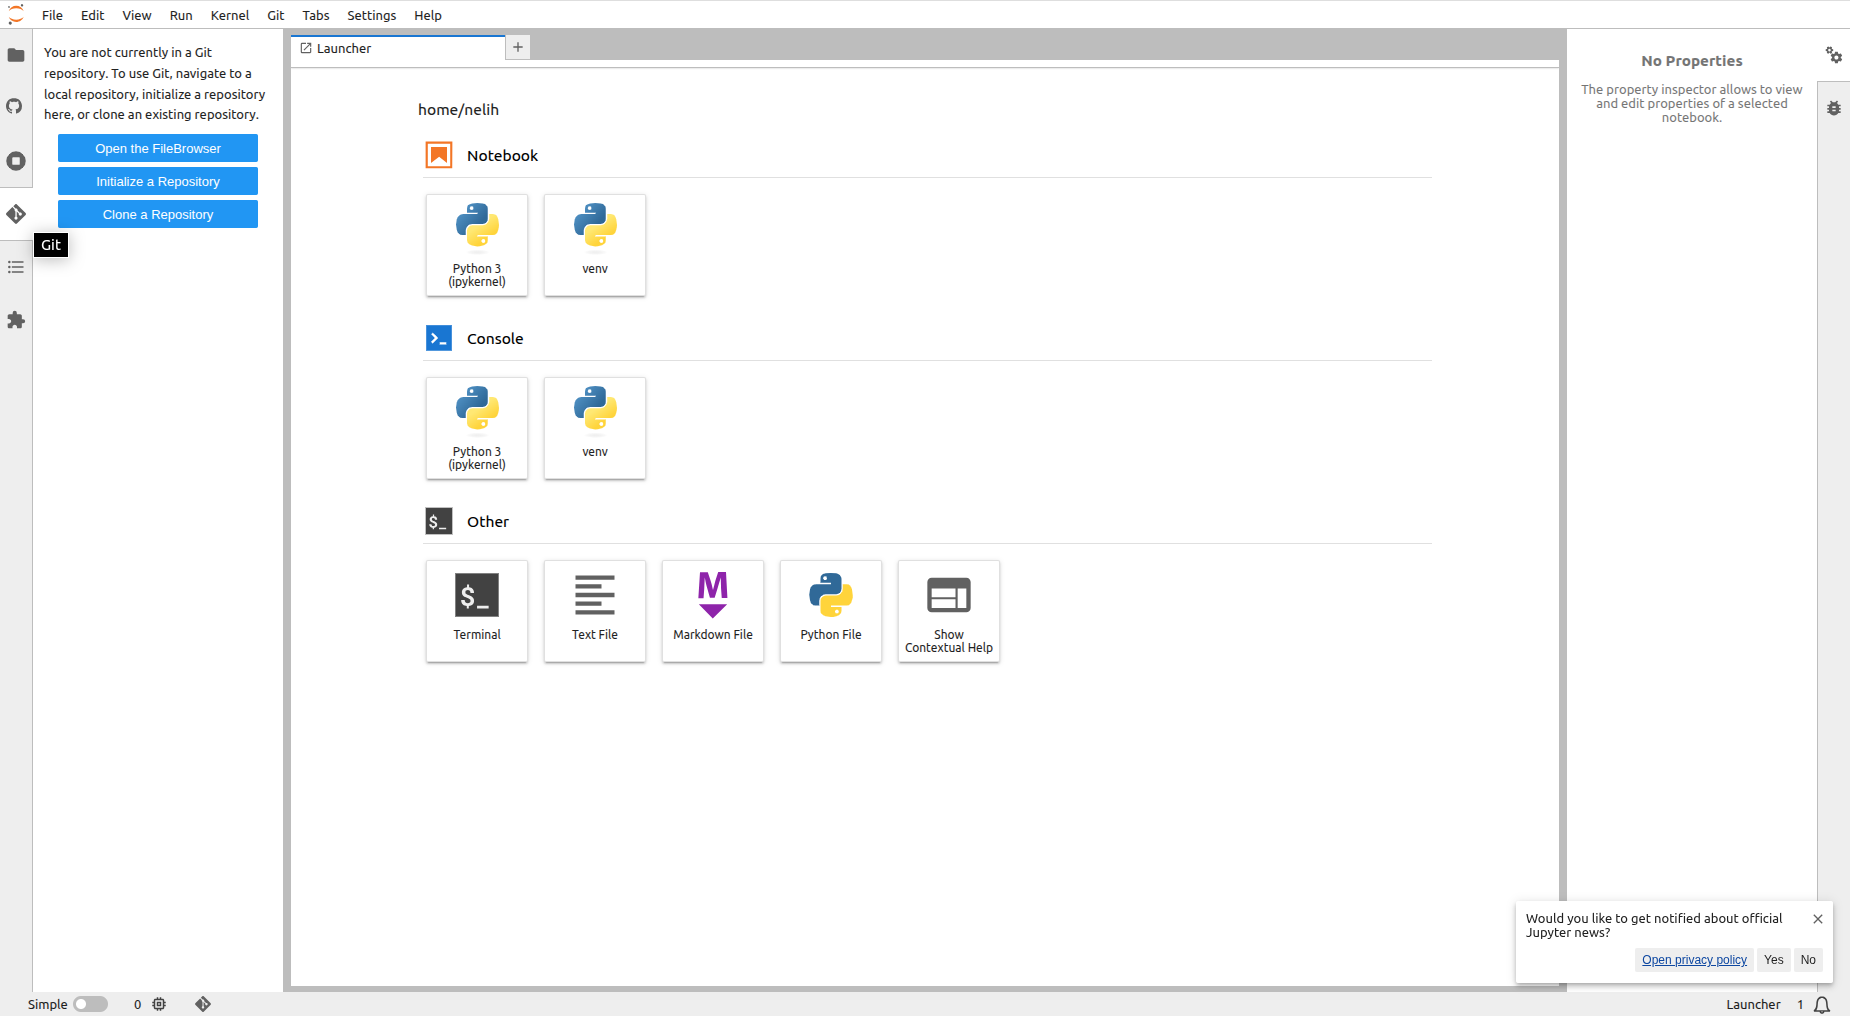 File Edit View Run Kernel Git Tabs Settings Help
You are not currently in a Git
repository. To use Git, navigate to a
local repository, initialize a repository
here, or clone an existing repository.
Open the FileBrowser
Initialize a Repository
Clone a Repository
Git
Launcher
home/nelih
Notebook
Python 3
(ipykernel)
venv
Console
Python 3
(ipykernel)
venv
Other
$_
Terminal
Text File
Markdown File
Python File
Show
Contextual Help
No Properties
The property inspector allows to view
and edit properties of a selected
notebook.
Would you like to get notified about official
Jupyter news?
Open privacy policy Yes No
Simple 0
Launcher 1